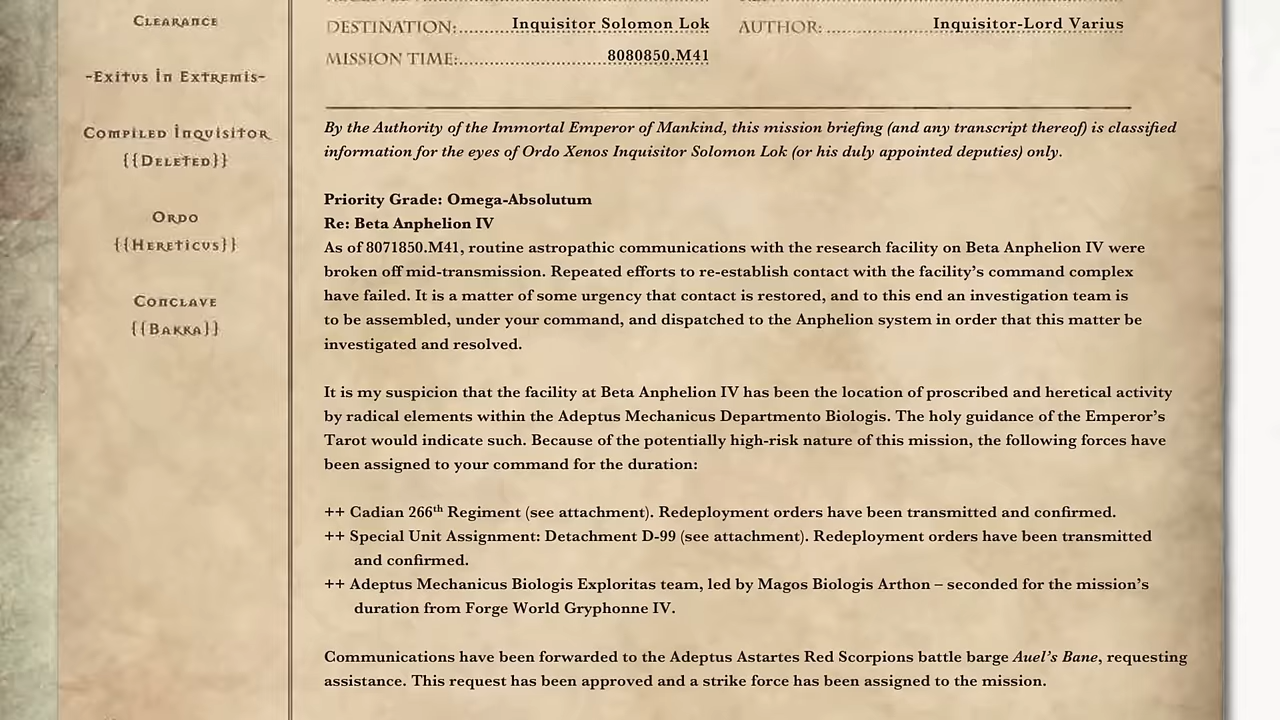 Clearance
-Exitus In Extremis-
Compiled Inquisitor
{{Deleted}}
Ordo
{{Hereticus}}
Conclave
{{Bakka}}
DESTINATION:..............Inquisitor Solomon Lok
AUTHOR: ..................Inquisitor-Lord Varius
MISSION TIME:..............................8080850.M41
By the Authority of the Immortal Emperor of Mankind, this mission briefing (and any transcript thereof) is classified
information for the eyes of Ordo Xenos Inquisitor Solomon Lok (or his duly appointed deputies) only.
Priority Grade: Omega-Absolutum
Re: Beta Anphelion IV
As of 8071850.M41, routine astropathic communications with the research facility on Beta Anphelion IV were
broken off mid-transmission. Repeated efforts to re-establish contact with the facility's command complex
have failed. It is a matter of some urgency that contact is restored, and to this end an investigation team is
to be assembled, under your command, and dispatched to the Anphelion system in order that this matter be
investigated and resolved.
It is my suspicion that the facility at Beta Anphelion IV has been the location of proscribed and heretical activity
by radical elements within the Adeptus Mechanicus Departmento Biologis. The holy guidance of the Emperor's
Tarot would indicate such. Because of the potentially high-risk nature of this mission, the following forces have
been assigned to your command for the duration:
++ Cadian 266th Regiment (see attachment). Redeployment orders have been transmitted and confirmed.
++ Special Unit Assignment: Detachment D-99 (see attachment). Redeployment orders have been transmitted
and confirmed.
++ Adeptus Mechanicus Biologis Exploritas team, led by Magos Biologis Arthon – seconded for the mission's
duration from Forge World Gryphonne IV.
Communications have been forwarded to the Adeptus Astartes Red Scorpions battle barge Auel's Bane, requesting
assistance. This request has been approved and a strike force has been assigned to the mission.